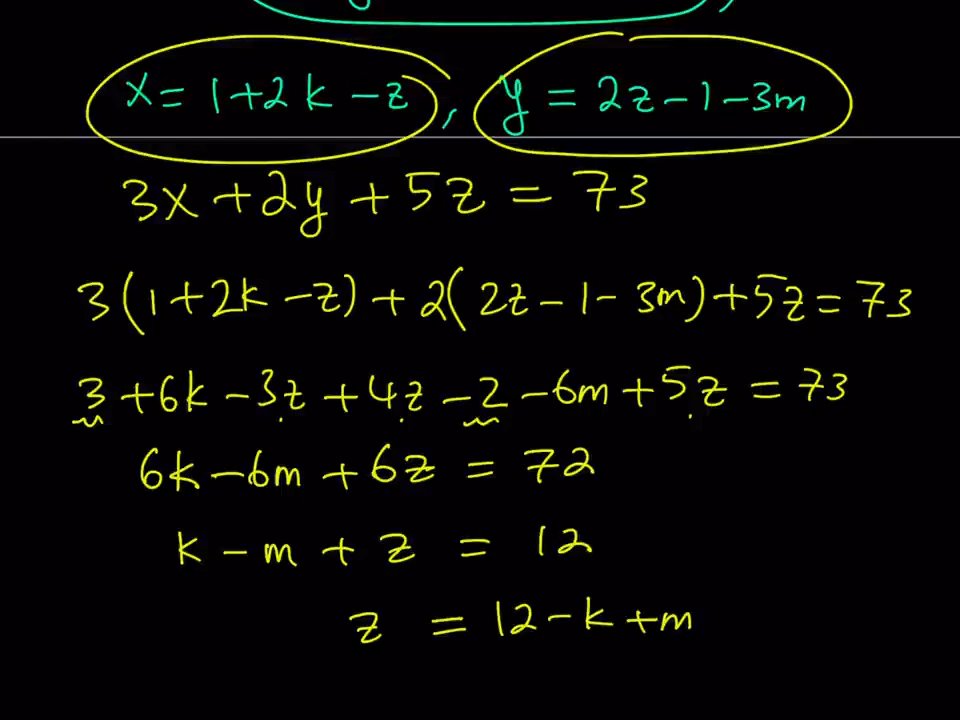 x = 1+2k-z, y = 2z-1-3m
3x+2y+5z = 73
3(1+2k-z)+2(2z-1-3m)+5z=73
3+6k-3z+4z-2-6m+5z=73
6k-6m+6z = 72
k-m+z = 12
z = 12-k+m